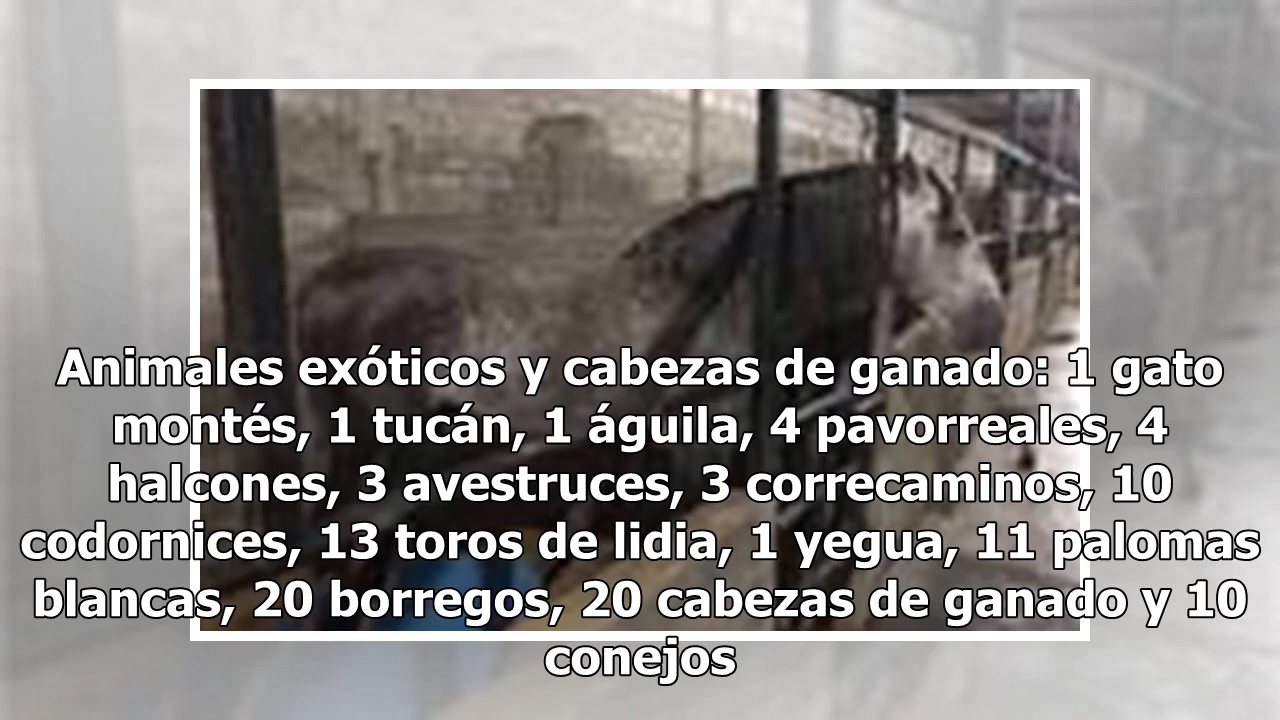 Animales exóticos y cabezas de ganado: 1 gato
montés, 1 tucán, 1 águila, 4 pavorreales, 4
halcones, 3 avestruces, 3 correcaminos, 10
codornices, 13 toros de lidia, 1 yegua, 11 palomas
blancas, 20 borregos, 20 cabezas de ganado y 10
conejos